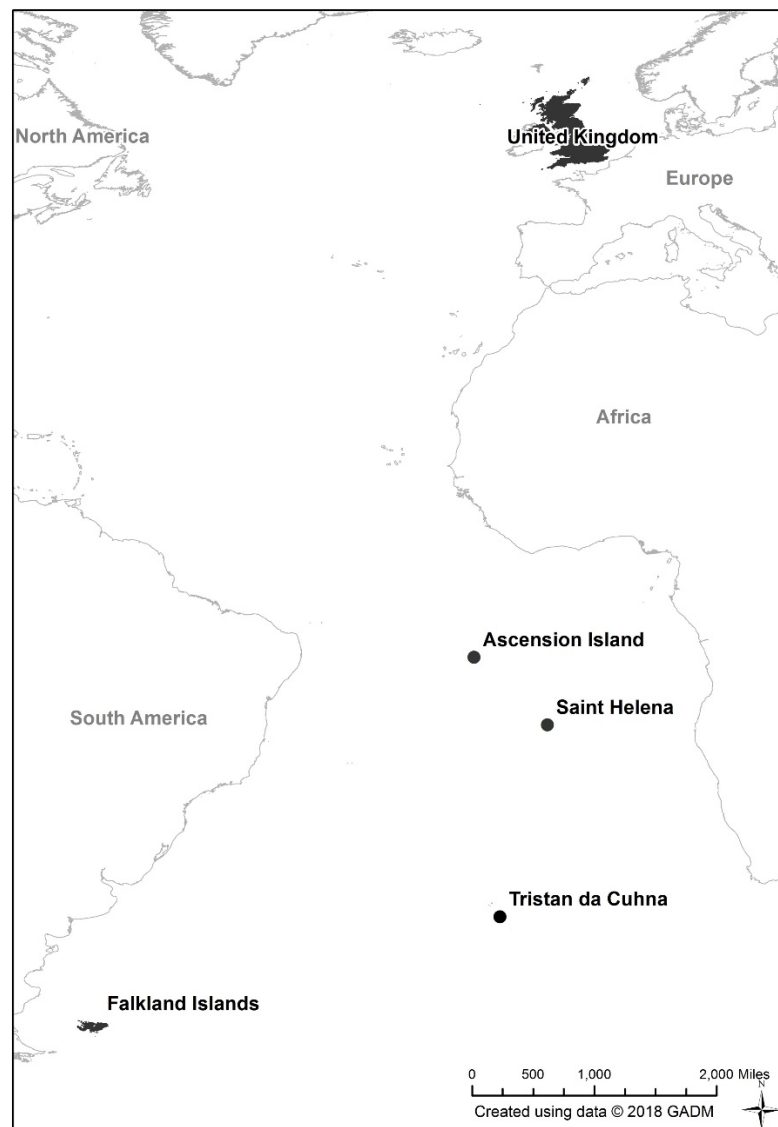 North America
United Kingdom
Europe
Africa
Ascension Island
Saint Helena
South America
Tristan da Cuhna
Falkland Islands
0 500 1,000 2,000 Miles
N
Created using data © 2018 GADM